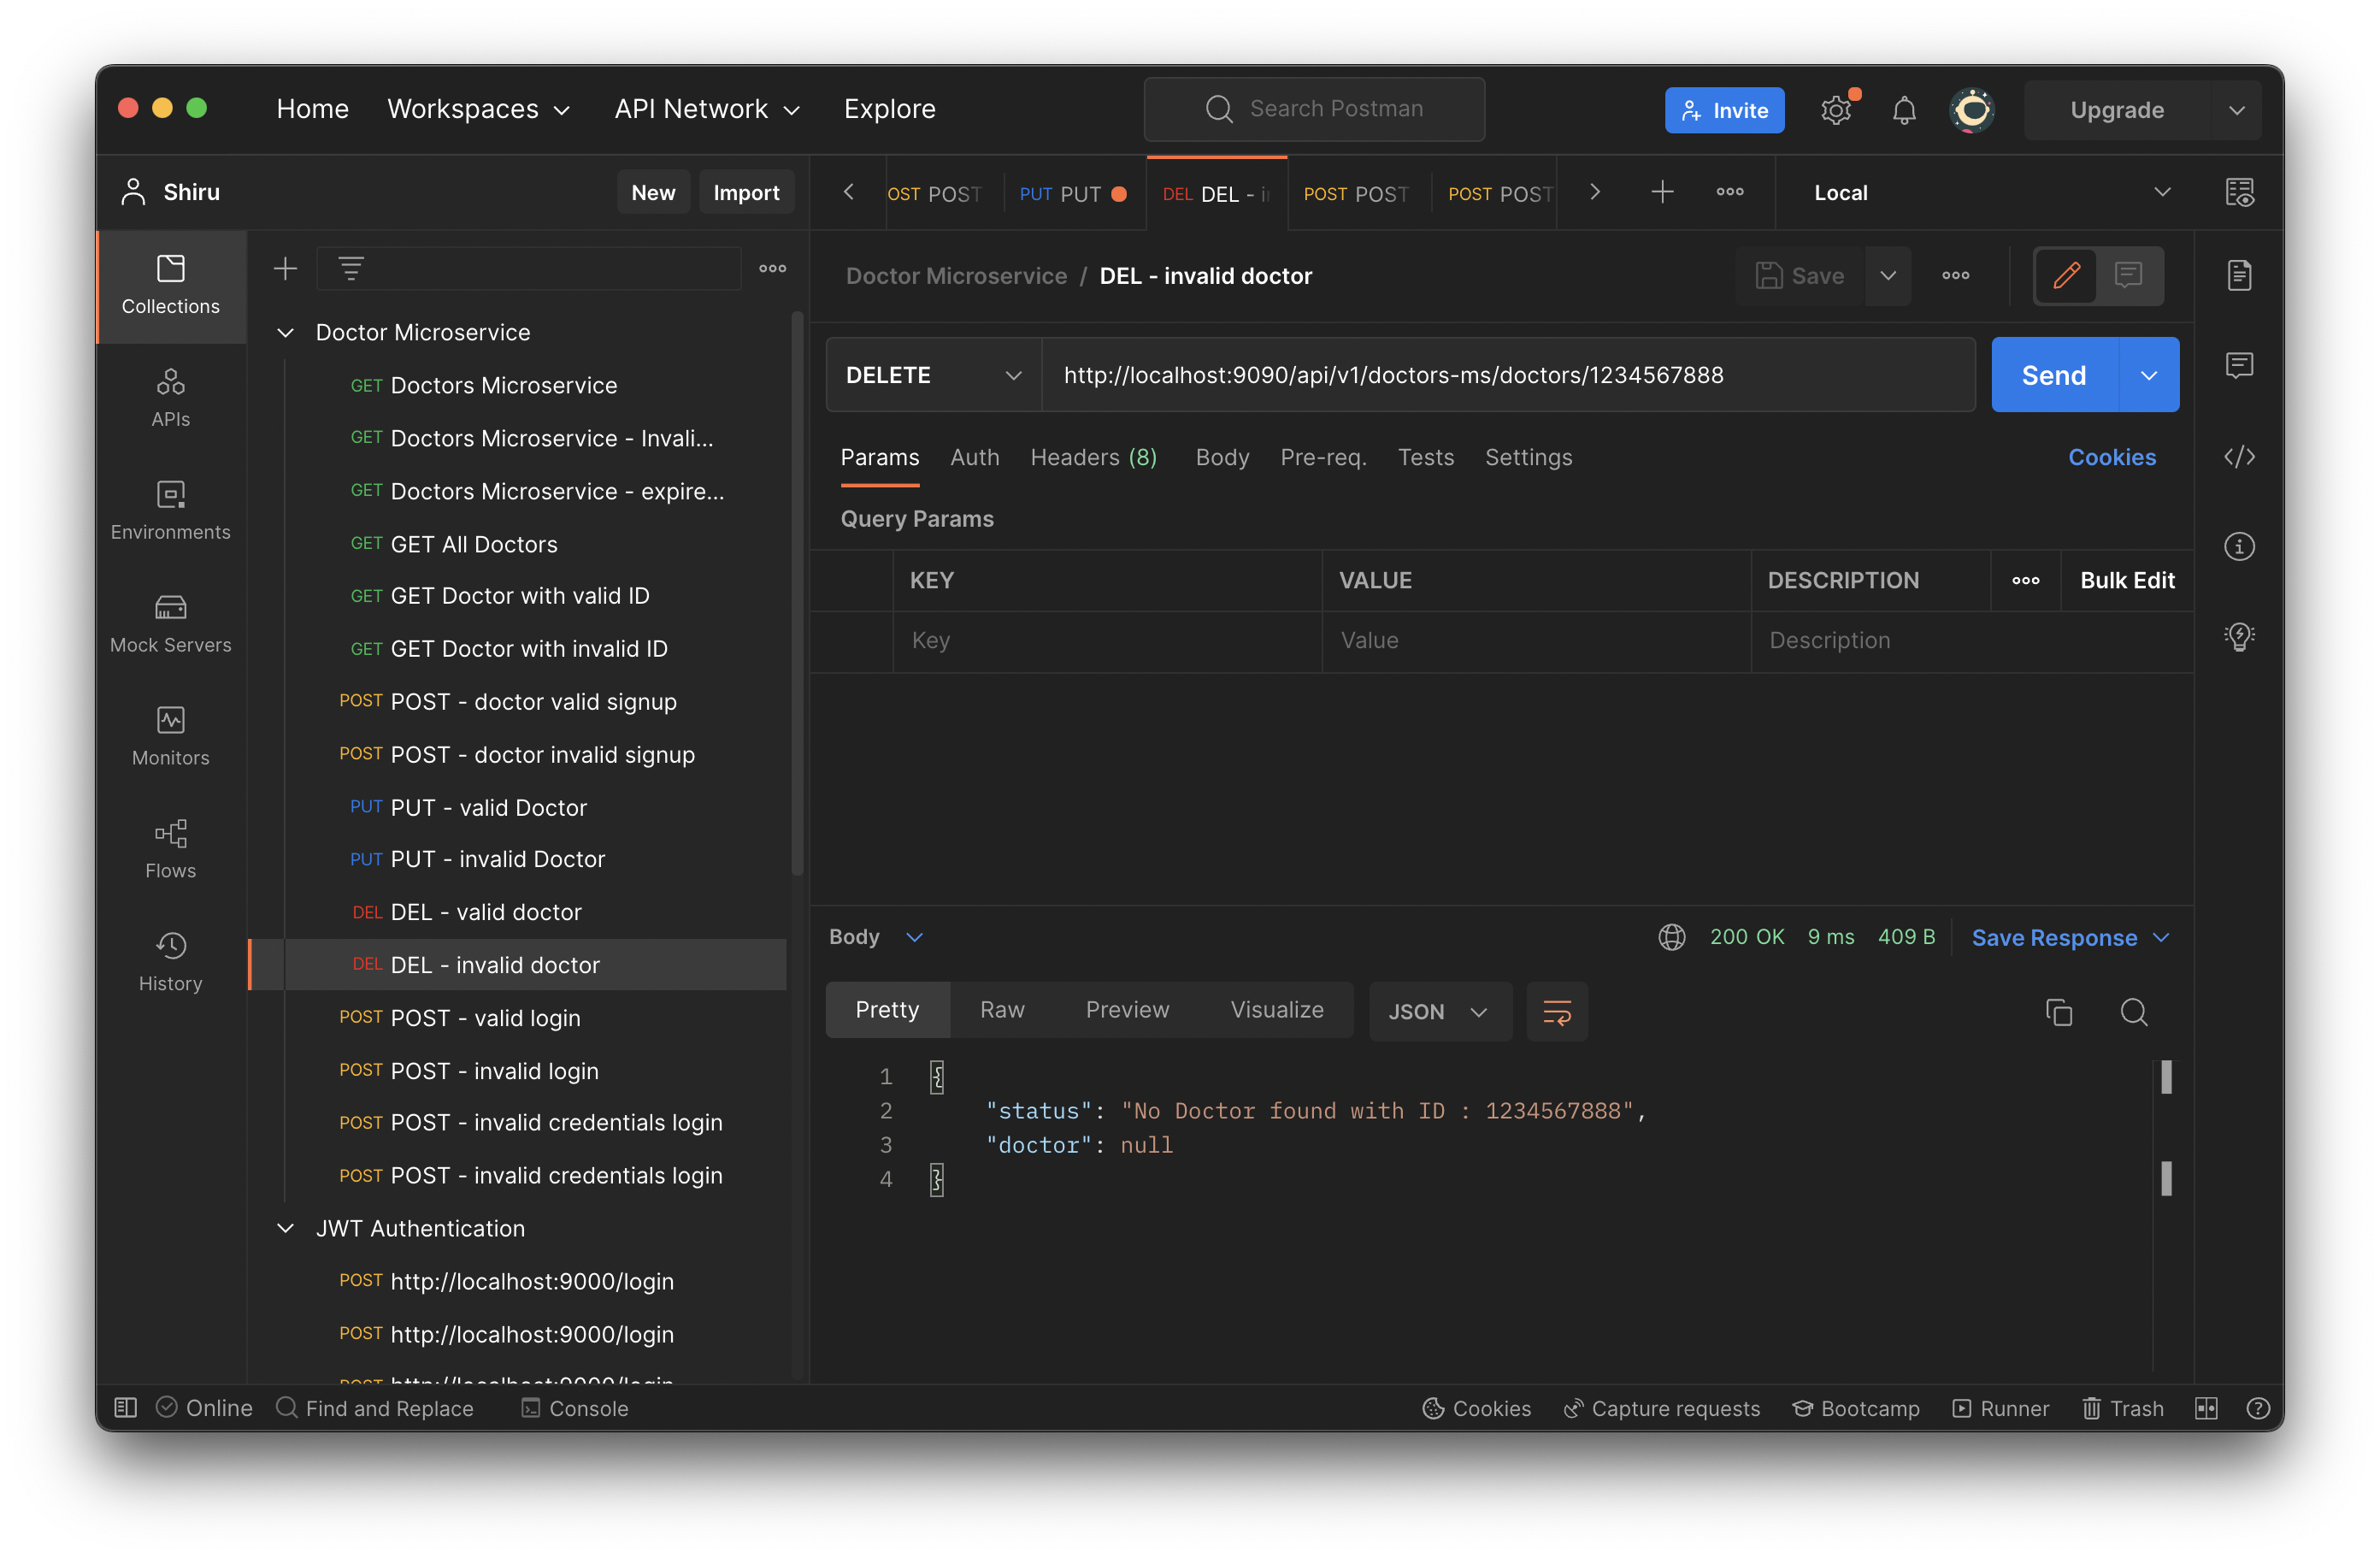 Home Workspaces API Network Explore Search Postman Invite Upgrade
Shiru New Import
OST POST PUT PUT DEL DEL - POST POST POST POST Local
Collections
APIs
Environments
Mock Servers
Monitors
Flows
History
Doctor Microservice
GET Doctors Microservice
GET Doctors Microservice - Invali...
GET Doctors Microservice - expire...
GET GET All Doctors
GET GET Doctor with valid ID
GET GET Doctor with invalid ID
POST POST - doctor valid signup
POST POST - doctor invalid signup
PUT PUT - valid Doctor
PUT PUT - invalid Doctor
DEL DEL - valid doctor
DEL DEL - invalid doctor
POST POST - valid login
POST POST - invalid login
POST POST - invalid credentials login
POST POST - invalid credentials login
JWT Authentication
POST http://localhost:9000/login
POST http://localhost:9000/login
Doctor Microservice / DEL - invalid doctor Save
DELETE http://localhost:9090/api/v1/doctors-ms/doctors/1234567888 Send
Params Auth Headers (8) Body Pre-req. Tests Settings Cookies
Query Params
KEY VALUE DESCRIPTION Bulk Edit
Key Value Description
Body 200 OK 9 ms 409 B Save Response
Pretty Raw Preview Visualize JSON
1 {
2 "status": "No Doctor found with ID : 1234567888",
3 "doctor": null
4 }
Online Find and Replace Console Cookies Capture requests Bootcamp Runner Trash